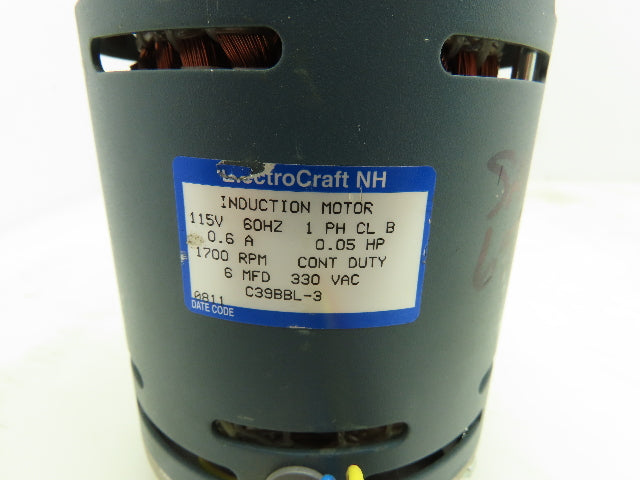 ElectroCraft NH
INDUCTION MOTOR
115V 60HZ 1 PH CL B
0.6 A 0.05 HP
1700 RPM CONT DUTY
6 MFD 330 VAC
C39BBL-3
0811
DATE CODE